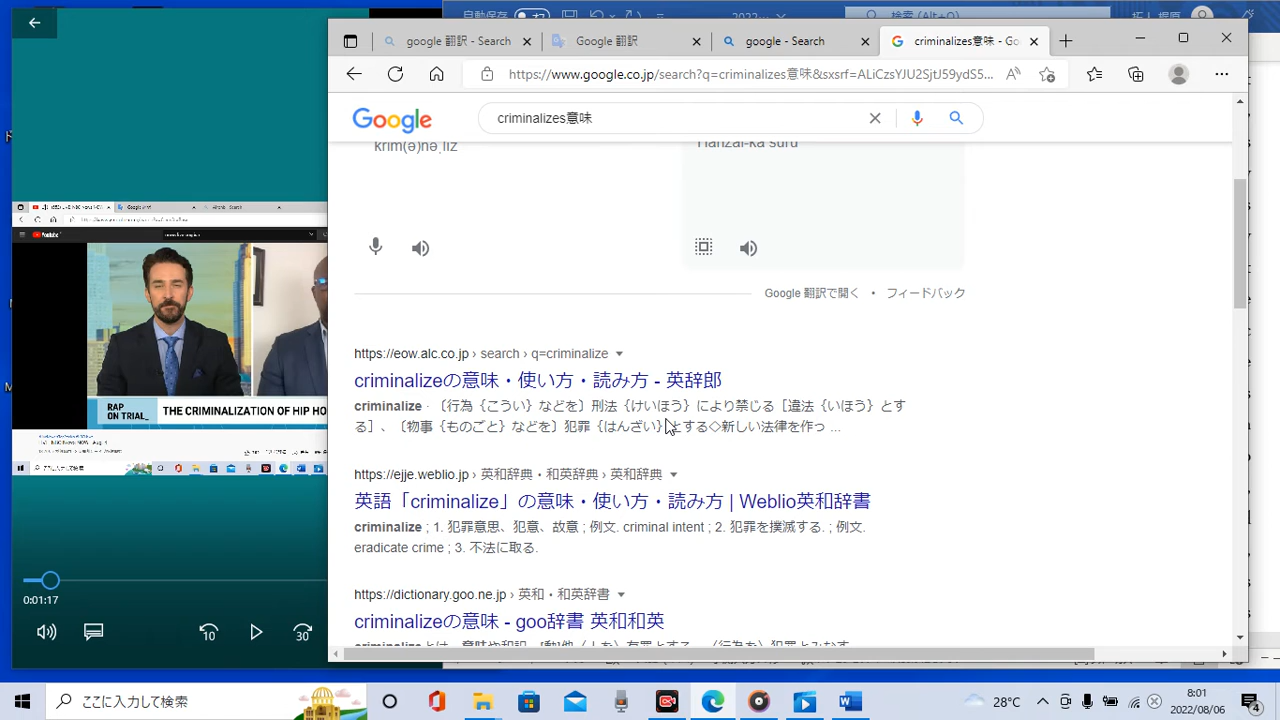 自動保存
2022...
検索 (Alt+Q)
google 翻訳 - Search
Google 翻訳
google - Search
criminalizes意味 - Go
https://www.google.co.jp/search?q=criminalizes意味&sxsrf=ALiCzsYJU2SjtJ59ydS5...
Google
criminalizes意味
krim(ə)nəˌlīz
Hanzai-ka suru
Google 翻訳で開く • フィードバック
https://eow.alc.co.jp › search › q=criminalize
criminalizeの意味・使い方・読み方 - 英辞郎
criminalize · 〔行為｛こうい｝などを〕刑法｛けいほう｝により禁じる［違法｛いほう｝とす
る］、〔物事｛ものごと｝などを〕犯罪｛はんざい｝とする◇新しい法律を作っ ...
https://ejje.weblio.jp › 英和辞典・和英辞典 › 英和辞典
英語「criminalize」の意味・使い方・読み方 | Weblio英和辞書
criminalize ; 1. 犯罪意思、犯意、故意 ; 例文. criminal intent ; 2. 犯罪を撲滅する. ; 例文.
eradicate crime ; 3. 不法に取る.
https://dictionary.goo.ne.jp › 英和・和英辞書
criminalizeの意味 - goo辞書 英和和英
YouTube
RAP
ON TRIAL
THE CRIMINALIZATION OF HIP HO
0:01:17
10
30
ここに入力して検索
28°C
8:01
2022/08/06
4